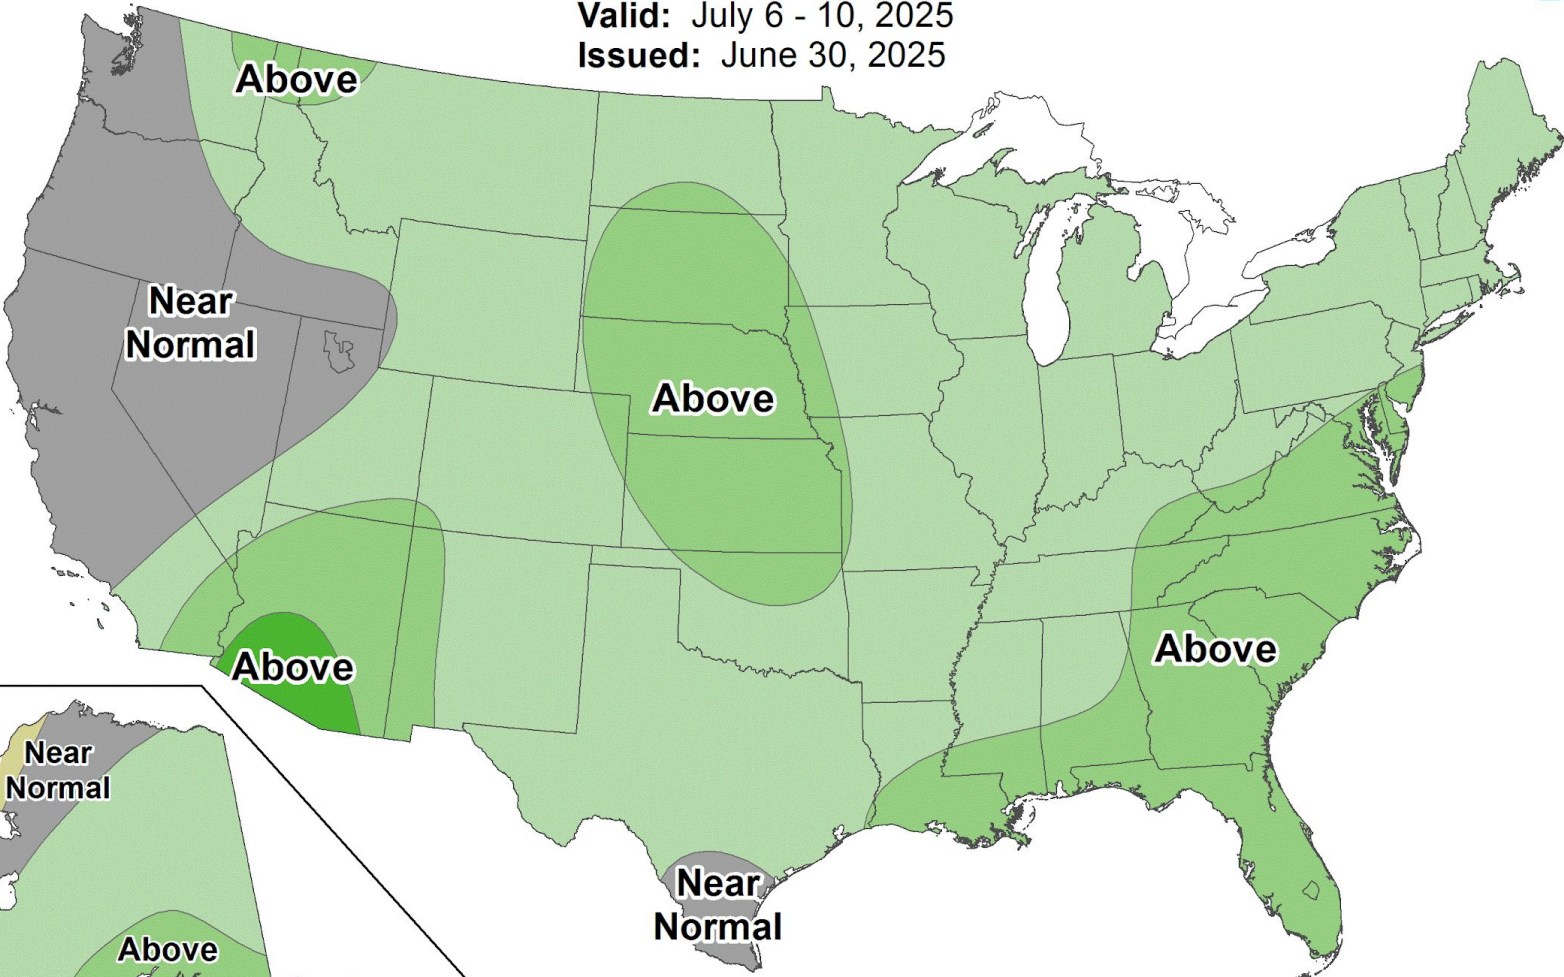 Valid: July 6 - 10, 2025
Issued: June 30, 2025
Above
Near
Normal
Above
Above
Above
Near
Normal
Near
Normal
Above